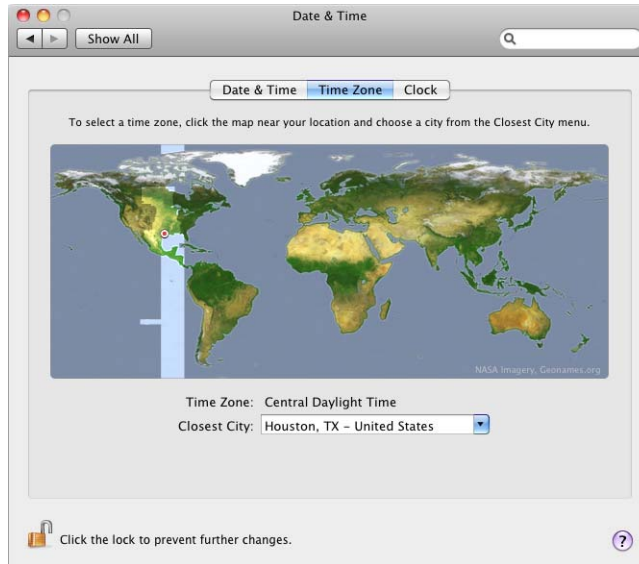 Date & Time
Show All
Date & Time Time Zone Clock
To select a time zone, click the map near your location and choose a city from the Closest City menu.
NASA Imagery, Geonames.org
Time Zone: Central Daylight Time
Closest City: Houston, TX – United States
Click the lock to prevent further changes.
?